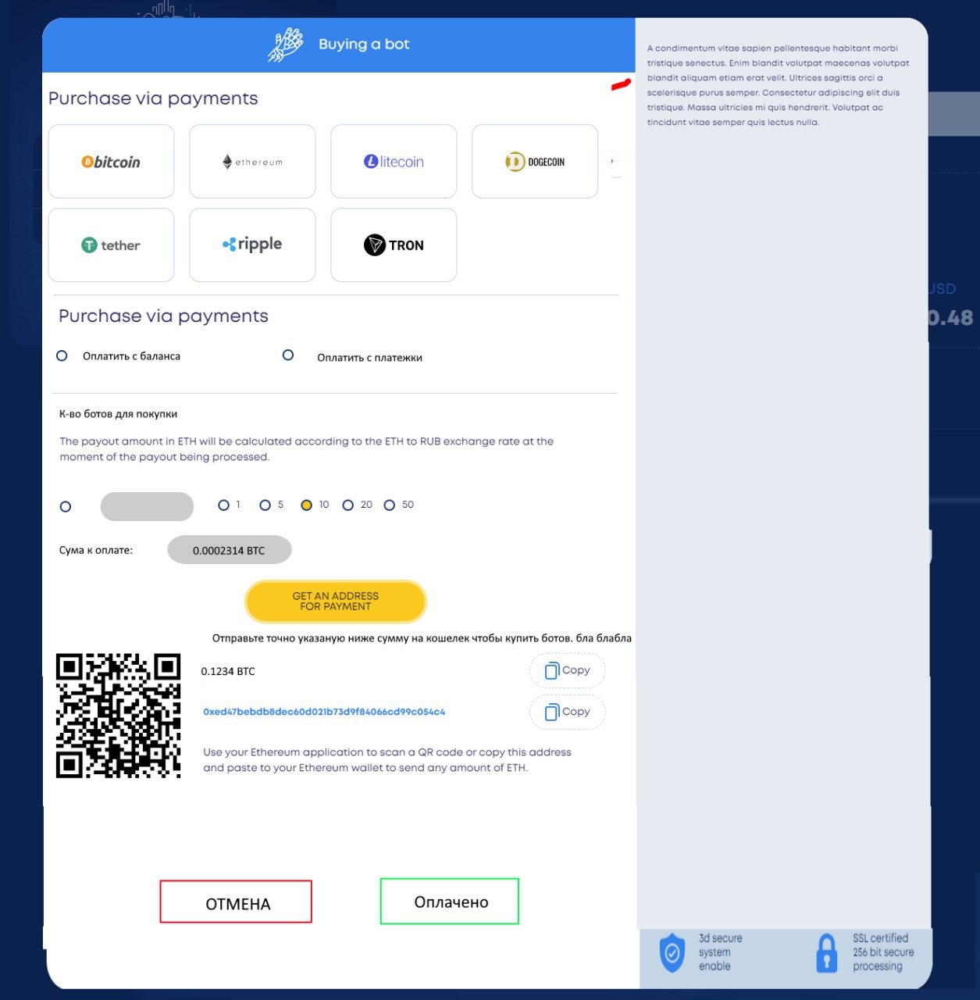 Buying a bot
Purchase via payments
bitcoin
ethereum
litecoin
DOGECOIN
tether
ripple
TRON
Purchase via payments
Оплатить с баланса
Оплатить с платежки
К-во ботов для покупки
The payout amount in ETH will be calculated according to the ETH to RUB exchange rate at the
moment of the payout being processed.
1
5
10
20
50
Сума к оплате:
0.0002314 BTC
GET AN ADDRESS
FOR PAYMENT
Отправьте точно указаную ниже сумму на кошелек чтобы купить ботов. бла блабла
0.1234 BTC
Copy
0xed47bebdb8dec60d021b73d9f84066cd99c054c4
Copy
Use your Ethereum application to scan a QR code or copy this address
and paste to your Ethereum wallet to send any amount of ETH.
ОТМЕНА
Оплачено
A condimentum vitae sapien pellentesque habitant morbi
tristique senectus. Enim blandit volutpat maecenas volutpat
blandit aliquam etiam erat velit. Ultrices sagittis orci a
scelerisque purus semper. Consectetur adipiscing elit duis
tristique. Massa ultricies mi quis hendrerit. Volutpat ac
tincidunt vitae semper quis lectus nulla.
USD
0.48
3d secure
system
enable
SSL certified
256 bit secure
processing